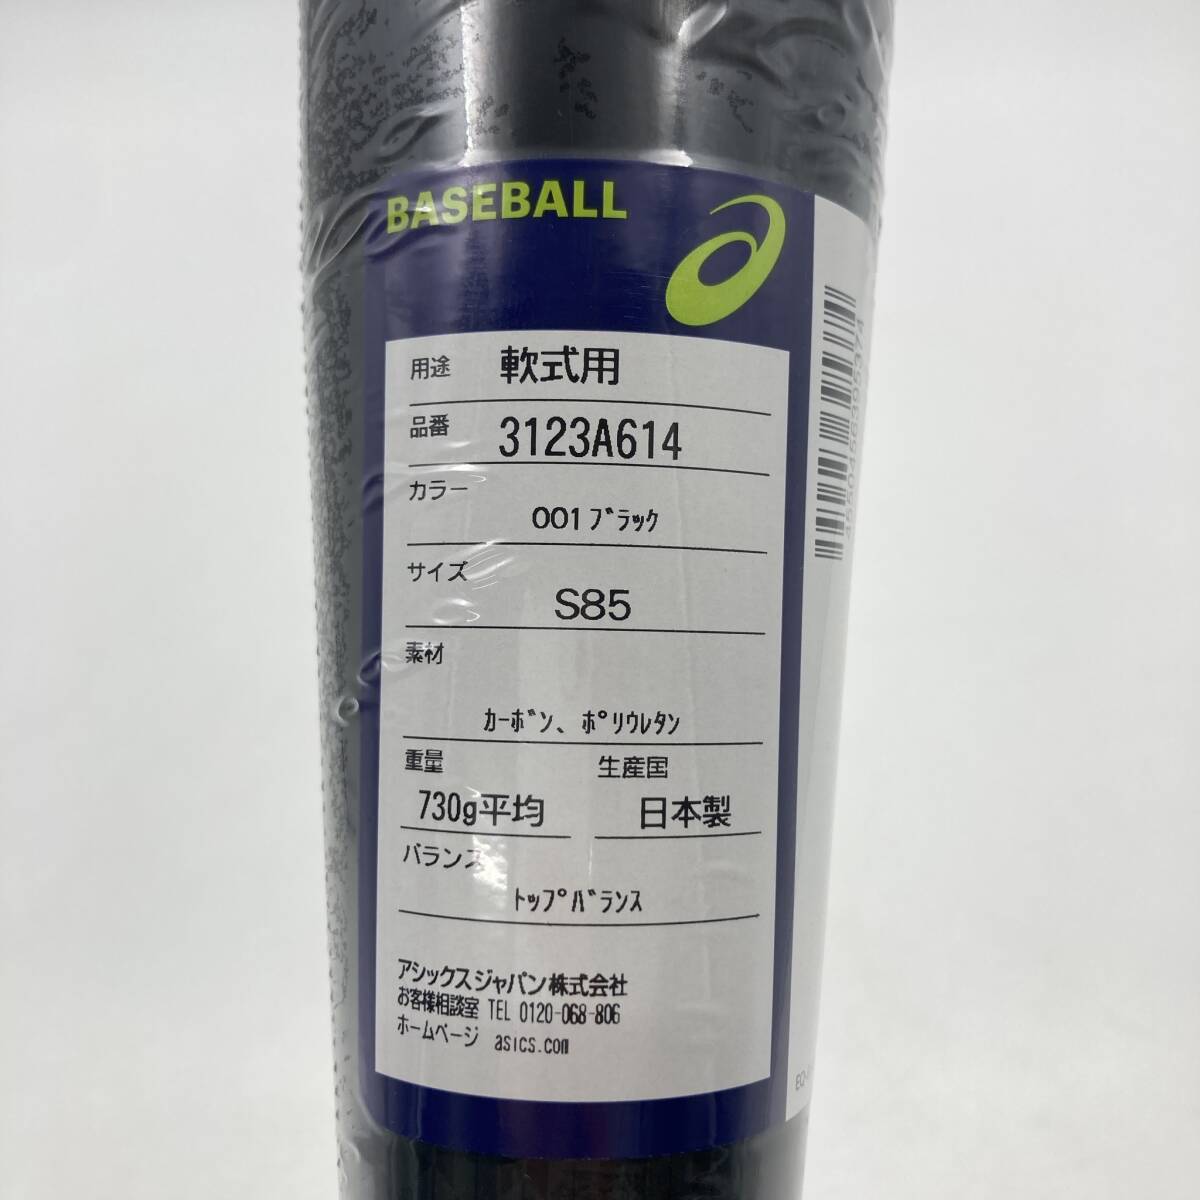 BASEBALL
用途 軟式用
品番 3123A614
カラー
001ﾌﾞﾗｯｸ
サイズ
S85
素材
ｶｰﾎﾞﾝ、ﾎﾟﾘｳﾚﾀﾝ
重量 生産国
730g平均 日本製
バランス
ﾄｯﾌﾟﾊﾞﾗﾝｽ
アシックスジャパン株式会社
お客様相談室 TEL 0120-068-806
ホームページ asics.com
4550456395374